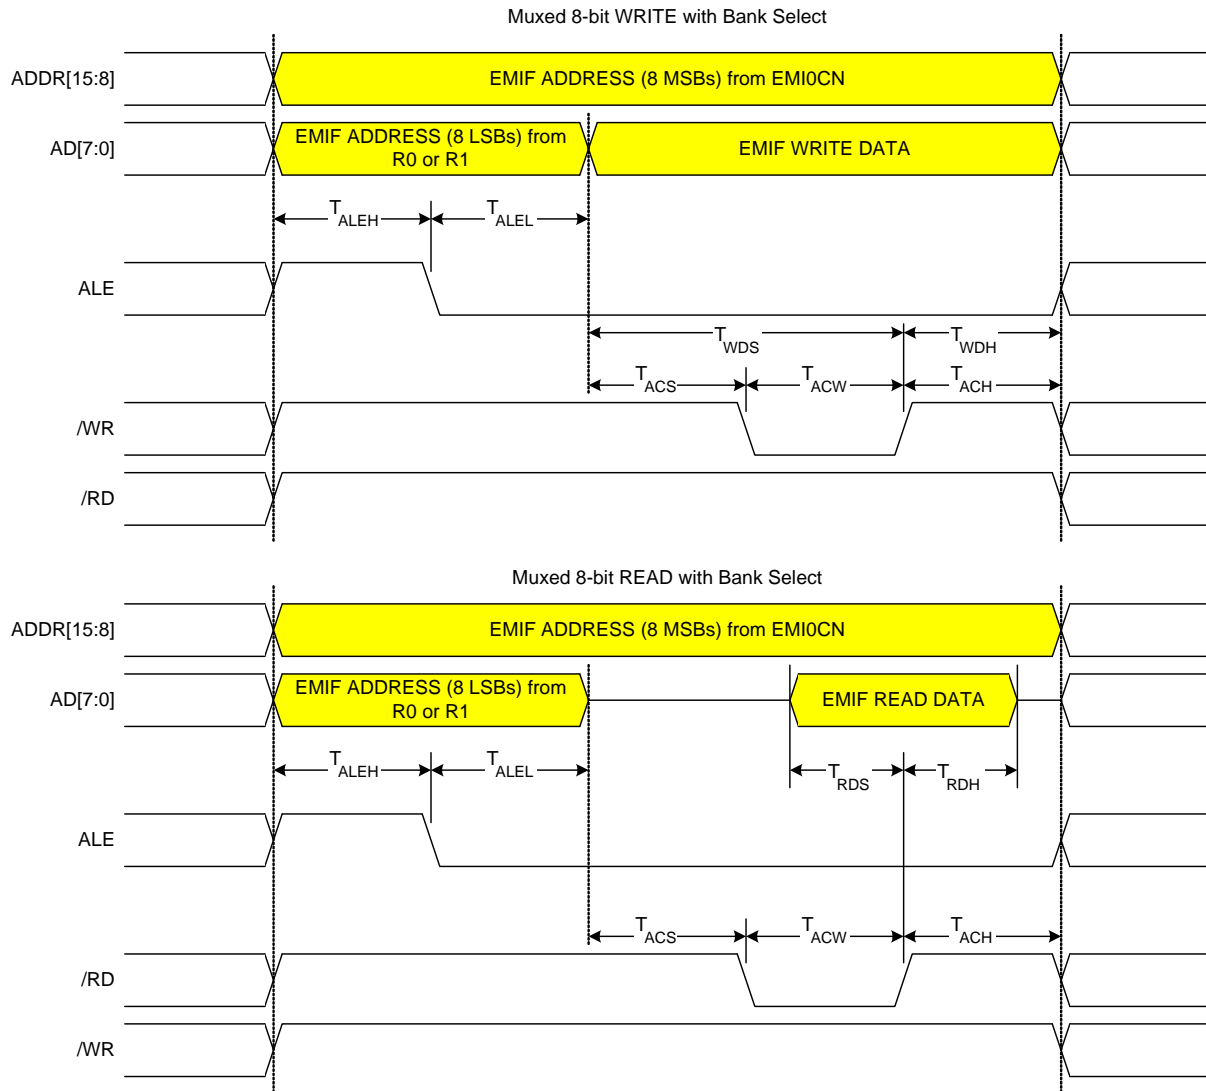 Muxed 8-bit WRITE with Bank Select
ADDR[15:8]
EMIF ADDRESS (8 MSBs) from EMI0CN
AD[7:0]
EMIF ADDRESS (8 LSBs) from
R0 or R1
EMIF WRITE DATA
TALEH
TALEL
ALE
TWDS
TWDH
TACS
TACW
TACH
/WR
/RD
Muxed 8-bit READ with Bank Select
ADDR[15:8]
EMIF ADDRESS (8 MSBs) from EMI0CN
AD[7:0]
EMIF ADDRESS (8 LSBs) from
R0 or R1
EMIF READ DATA
TALEH
TALEL
TRDS
TRDH
ALE
TACS
TACW
TACH
/RD
/WR